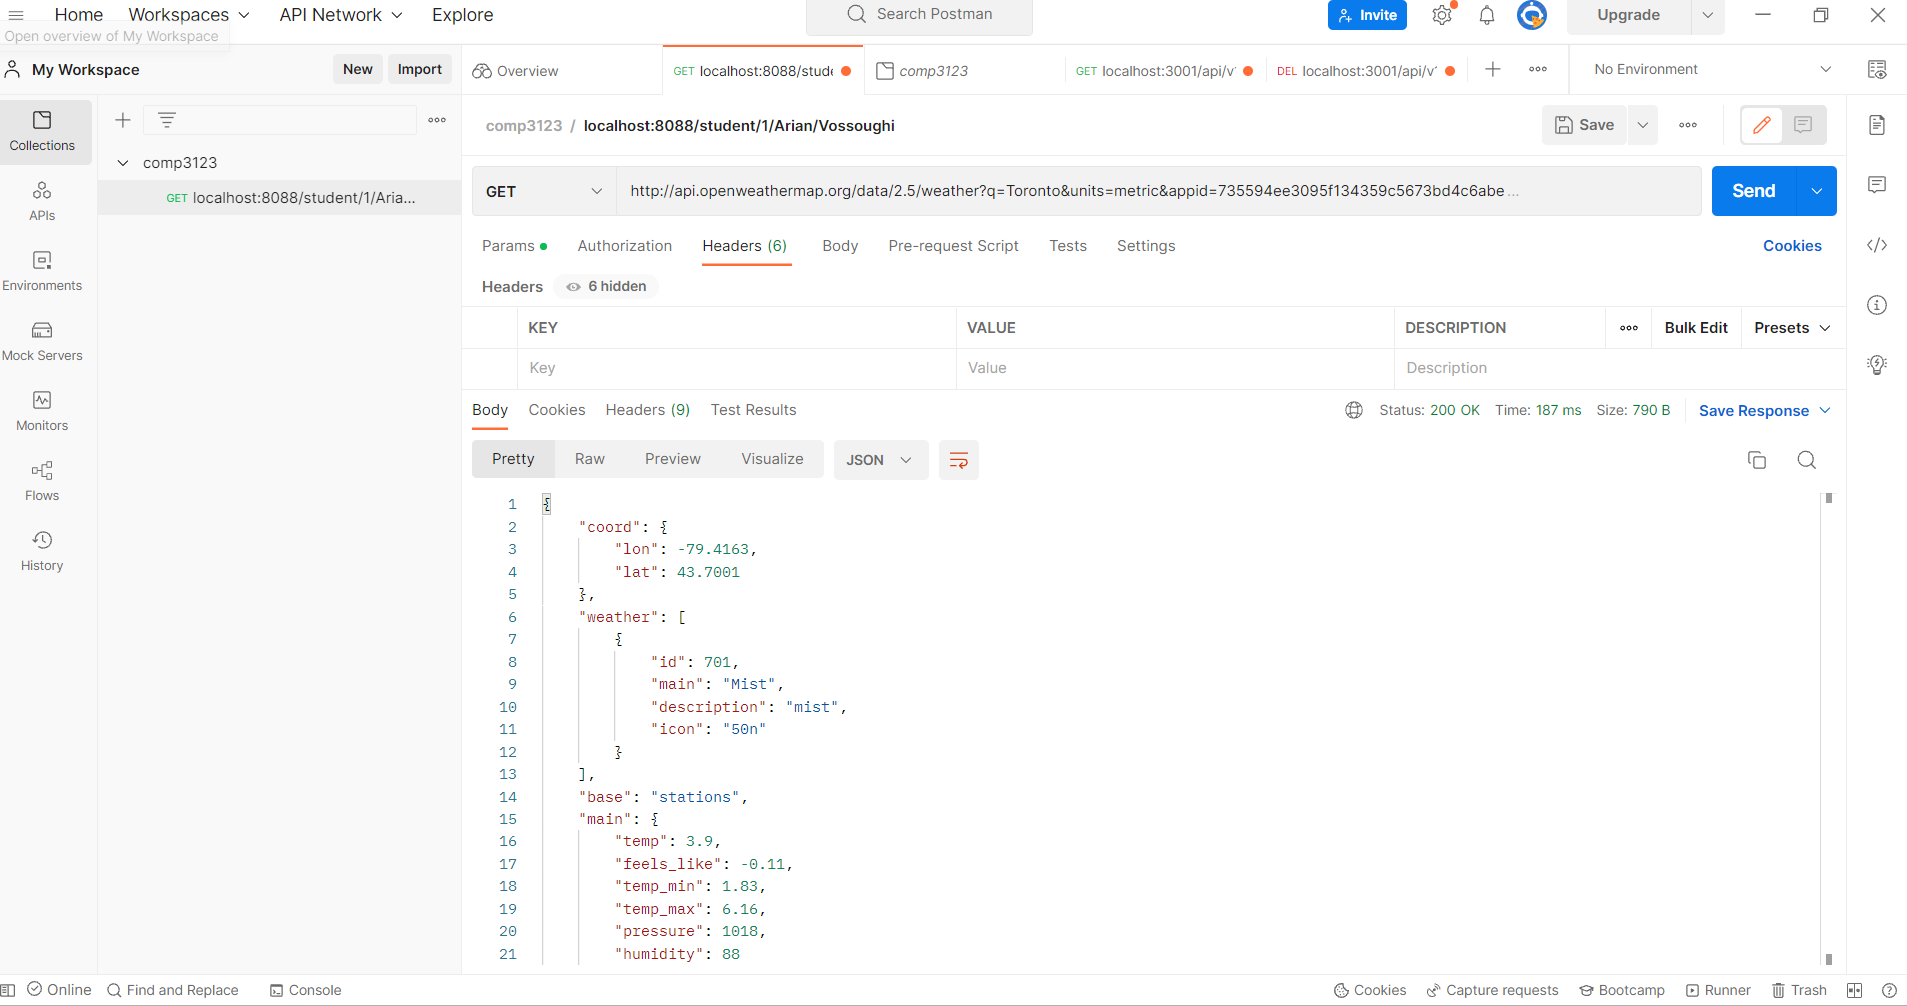 Home Workspaces API Network Explore Search Postman Invite Upgrade
Open overview of My Workspace
My Workspace New Import
Overview GET localhost:8088/stude comp3123 GET localhost:3001/api/v DEL localhost:3001/api/v No Environment
Collections
APIs
Environments
Mock Servers
Monitors
Flows
History
comp3123
GET localhost:8088/student/1/Aria...
comp3123 / localhost:8088/student/1/Arian/Vossoughi Save
GET http://api.openweathermap.org/data/2.5/weather?q=Toronto&units=metric&appid=735594ee3095f134359c5673bd4c6abe ... Send
Params Authorization Headers (6) Body Pre-request Script Tests Settings Cookies
Headers 6 hidden
KEY VALUE DESCRIPTION Bulk Edit Presets
Key Value Description
Body Cookies Headers (9) Test Results Status: 200 OK Time: 187 ms Size: 790 B Save Response
Pretty Raw Preview Visualize JSON
1 {
2 "coord": {
3 "lon": -79.4163,
4 "lat": 43.7001
5 },
6 "weather": [
7 {
8 "id": 701,
9 "main": "Mist",
10 "description": "mist",
11 "icon": "50n"
12 }
13 ],
14 "base": "stations",
15 "main": {
16 "temp": 3.9,
17 "feels_like": -0.11,
18 "temp_min": 1.83,
19 "temp_max": 6.16,
20 "pressure": 1018,
21 "humidity": 88
Online Find and Replace Console Cookies Capture requests Bootcamp Runner Trash